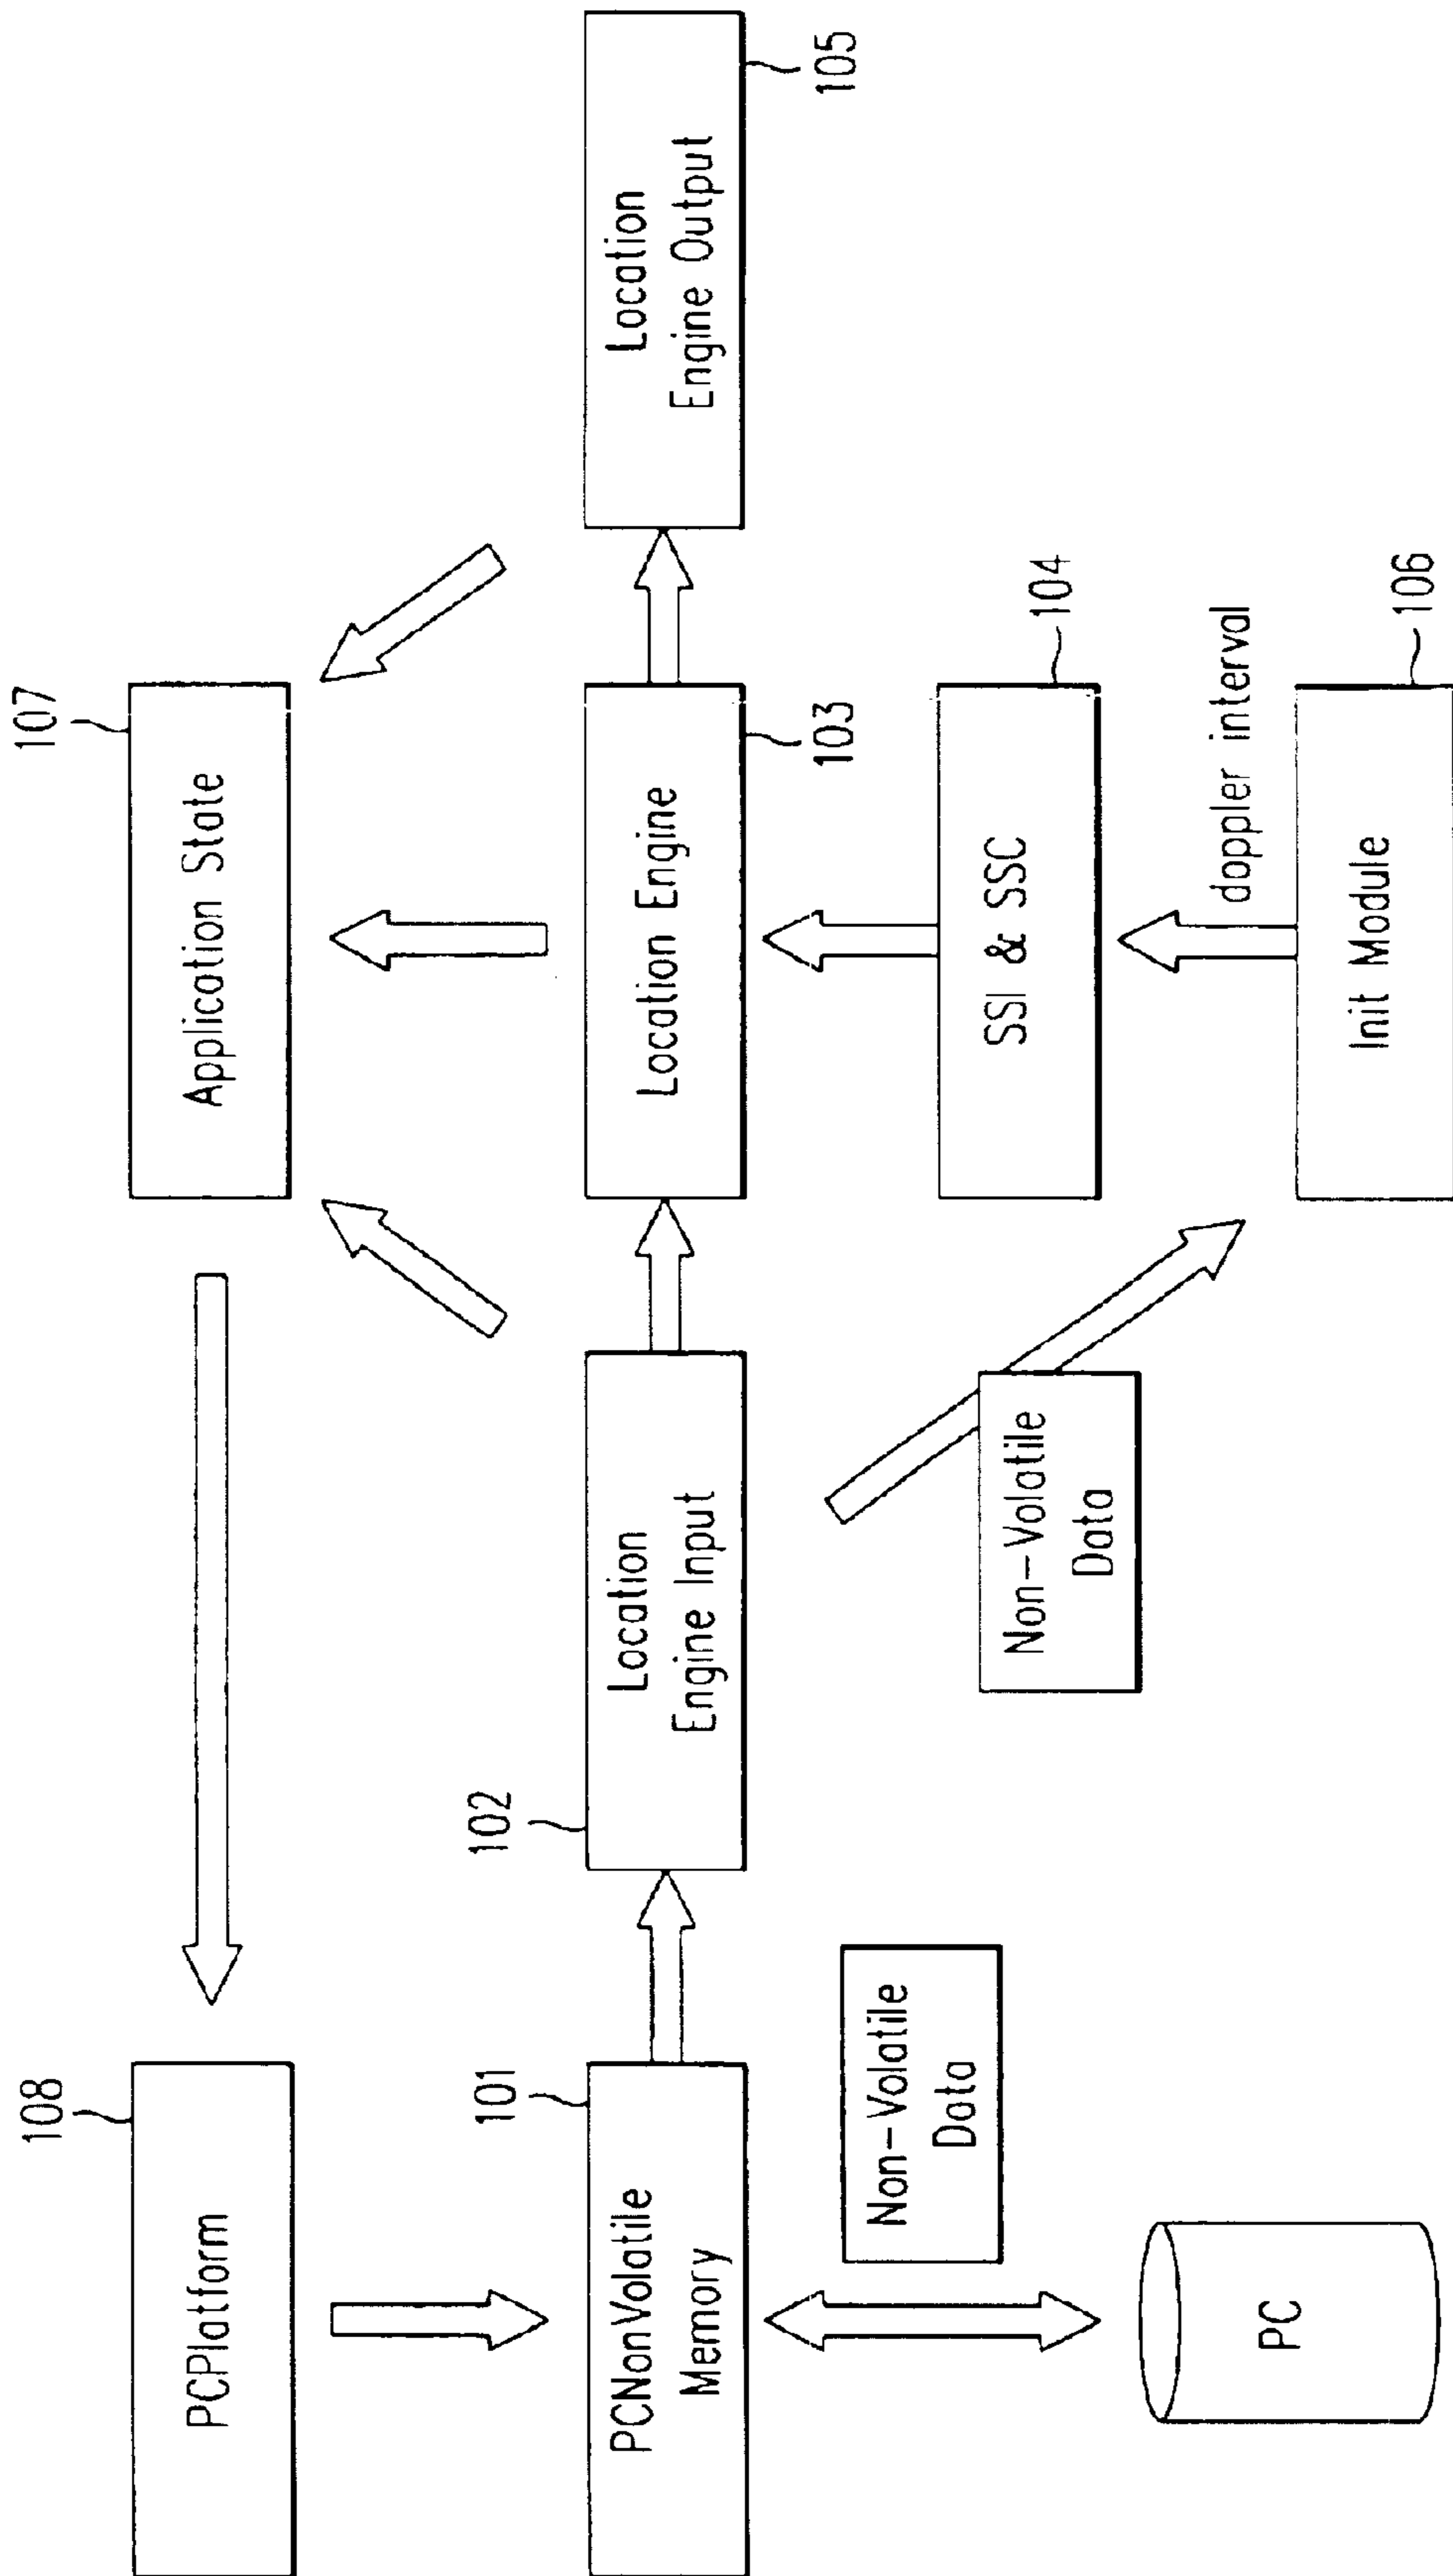 108
PCPlatform
107
Application State
101
PCNonVolatile
Memory
102
Location
Engine Input
Location Engine
103
Location
Engine Output
105
Non-Volatile
Data
Non-Volatile
Data
SSI & SSC
104
doppler interval
PC
Init Module
106